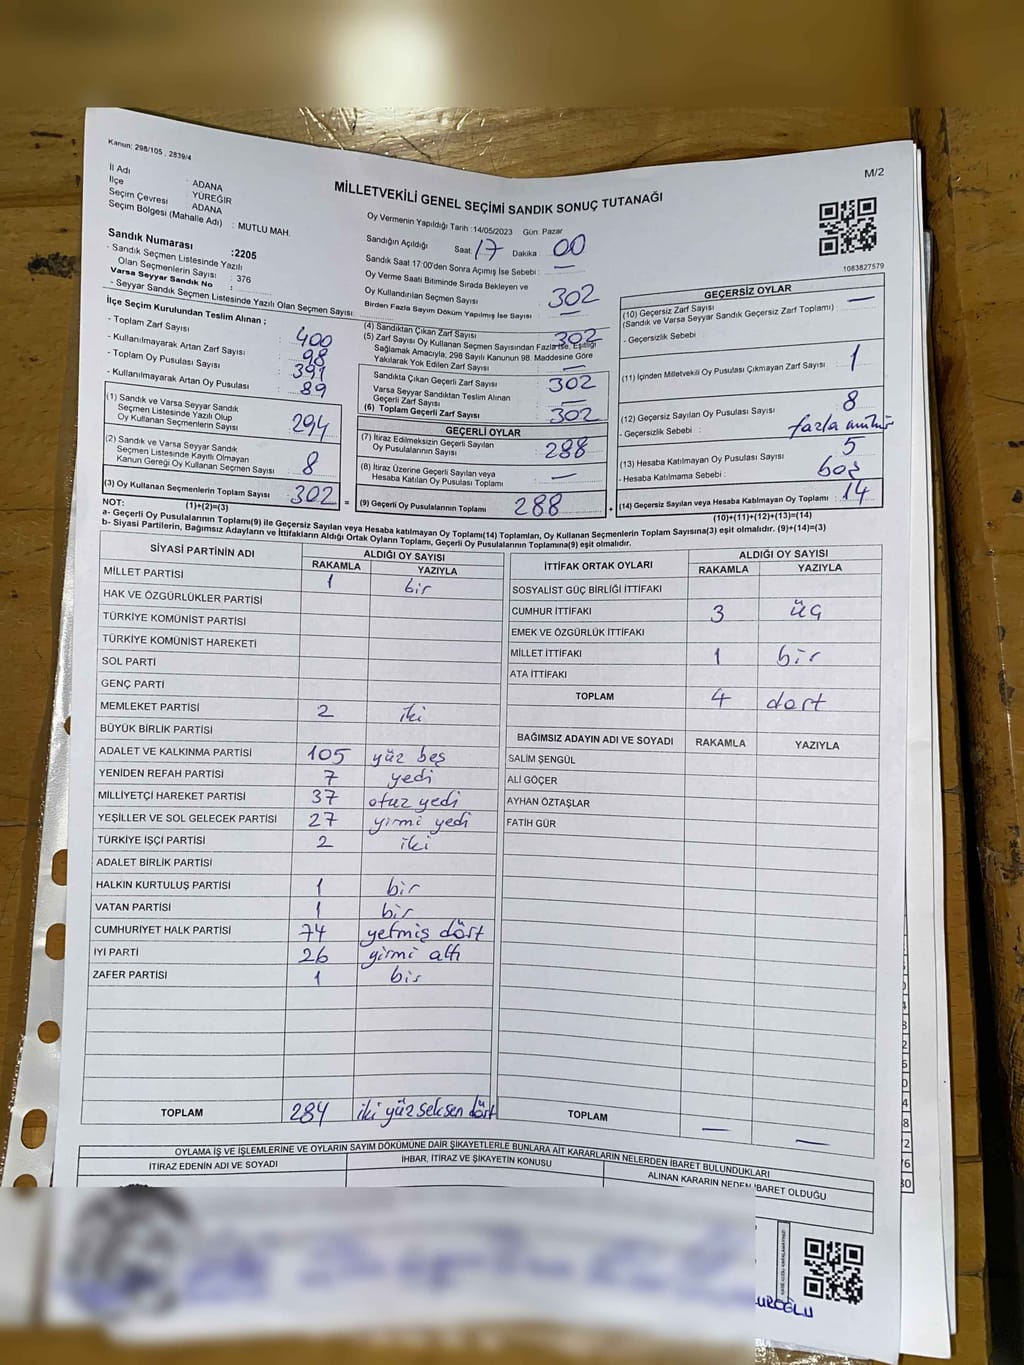 Kanun: 298/105 , 2839/4
M/2
MİLLETVEKİLİ GENEL SEÇİMİ SANDIK SONUÇ TUTANAĞI
İl Adı : ADANA
İlçe : YÜREĞİR
Seçim Çevresi : ADANA
Seçim Bölgesi (Mahalle Adı) : MUTLU MAH.
Sandık Numarası :2205
- Sandık Seçmen Listesinde Yazılı
Olan Seçmenlerin Sayısı : 376
Varsa Seyyar Sandık No :
- Seyyar Sandık Seçmen Listesinde Yazılı Olan Seçmen Sayısı:
Oy Vermenin Yapıldığı Tarih :14/05/2023 Gün Pazar
Sandığın Açıldığı Saat: 17 Dakika : 00
Sandık Saat 17:00'den Sonra Açımış İse Sebebi : —
Oy Verme Saati Bitiminde Sırada Bekleyen ve
Oy Kullandırılan Seçmen Sayısı : 302
Birden Fazla Sayım Döküm Yapılmış İse Sayısı : —
1083827579
İlçe Seçim Kurulundan Teslim Alınan ;
- Toplam Zarf Sayısı : 400
- Kullanılmayarak Artan Zarf Sayısı : 98
- Toplam Oy Pusulası Sayısı : 391
- Kullanılmayarak Artan Oy Pusulası : 89
(1) Sandık ve Varsa Seyyar Sandık
Seçmen Listesinde Yazılı Olup
Oy Kullanan Seçmenlerin Sayısı : 294
(2) Sandık ve Varsa Seyyar Sandık
Seçmen Listesinde Kayıtlı Olmayan
Kanun Gereği Oy Kullanan Seçmen Sayısı : 8
(3) Oy Kullanan Seçmenlerin Toplam Sayısı : 302
(1)+(2)=(3)
(4) Sandıktan Çıkan Zarf Sayısı : 302
(5) Zarf Sayısı Oy Kullanan Seçmen Sayısından Fazla İse, Eşitliği
Sağlamak Amacıyla; 298 Sayılı Kanunun 98. Maddesine Göre
Yakılarak Yok Edilen Zarf Sayısı : —
Sandıkta Çıkan Geçerli Zarf Sayısı : 302
Varsa Seyyar Sandıktan Teslim Alınan
Geçerli Zarf Sayısı : —
(6) Toplam Geçerli Zarf Sayısı : 302
GEÇERLİ OYLAR
(7) İtiraz Edilmeksizin Geçerli Sayılan
Oy Pusulalarının Sayısı : 288
(8) İtiraz Üzerine Geçerli Sayılan veya
Hesaba Katılan Oy Pusulaları Toplamı : —
= (9) Geçerli Oy Pusulalarının Toplamı : 288 +
GEÇERSİZ OYLAR
(10) Geçersiz Zarf Sayısı : —
(Sandık ve Varsa Seyyar Sandık Geçersiz Zarf Toplamı)
- Geçersizlik Sebebi :
(11) İçinden Milletvekili Oy Pusulası Çıkmayan Zarf Sayısı : 1
(12) Geçersiz Sayılan Oy Pusulası Sayısı : 8
- Geçersizlik Sebebi : fazla mühür
(13) Hesaba Katılmayan Oy Pusulası Sayısı : 5
- Hesaba Katılmama Sebebi : boş
(14) Geçersiz Sayılan veya Hesaba Katılmayan Oy Toplamı : 14
(10)+(11)+(12)+(13)=(14)
NOT:
a- Geçerli Oy Pusulalarının Toplamı(9) ile Geçersiz Sayılan veya Hesaba katılmayan Oy Toplamı(14) Toplamları, Oy Kullanan Seçmenlerin Toplam Sayısına(3) eşit olmalıdır. (9)+(14)=(3)
b- Siyasi Partilerin, Bağımsız Adayların ve İttifakların Aldığı Ortak Oyların Toplamı, Geçerli Oy Pusulalarının Toplamına(9) eşit olmalıdır.
SİYASİ PARTİNİN ADI ALDIĞI OY SAYISI
RAKAMLA YAZIYLA
MİLLET PARTİSİ 1 bir
HAK VE ÖZGÜRLÜKLER PARTİSİ
TÜRKİYE KOMÜNİST PARTİSİ
TÜRKİYE KOMÜNİST HAREKETİ
SOL PARTİ
GENÇ PARTİ
MEMLEKET PARTİSİ 2 iki
BÜYÜK BİRLİK PARTİSİ
ADALET VE KALKINMA PARTİSİ 105 yüz beş
YENİDEN REFAH PARTİSİ 7 yedi
MİLLİYETÇİ HAREKET PARTİSİ 37 otuz yedi
YEŞİLLER VE SOL GELECEK PARTİSİ 27 yirmi yedi
TÜRKİYE İŞÇİ PARTİSİ 2 iki
ADALET BİRLİK PARTİSİ
HALKIN KURTULUŞ PARTİSİ 1 bir
VATAN PARTİSİ 1 bir
CUMHURİYET HALK PARTİSİ 74 yetmiş dört
İYİ PARTİ 26 yirmi altı
ZAFER PARTİSİ 1 bir
TOPLAM 284 iki yüz seksen dört
İTTİFAK ORTAK OYLARI ALDIĞI OY SAYISI
RAKAMLA YAZIYLA
SOSYALİST GÜÇ BİRLİĞİ İTTİFAKI
CUMHUR İTTİFAKI 3 üç
EMEK VE ÖZGÜRLÜK İTTİFAKI
MİLLET İTTİFAKI 1 bir
ATA İTTİFAKI
TOPLAM 4 dört
BAĞIMSIZ ADAYIN ADI VE SOYADI RAKAMLA YAZIYLA
SALİM ŞENGÜL
ALİ GÖÇER
AYHAN ÖZTAŞLAR
FATİH GÜR
TOPLAM — —
OYLAMA İŞ VE İŞLEMLERİNE VE OYLARIN SAYIM DÖKÜMÜNE DAİR ŞİKAYETLERLE BUNLARA AİT KARARLARIN NELERDEN İBARET BULUNDUKLARI
İTİRAZ EDENİN ADI VE SOYADI İHBAR, İTİRAZ VE ŞİKAYETİN KONUSU ALINAN KARARIN NEDEN İBARET OLDUĞU
UROĞLU